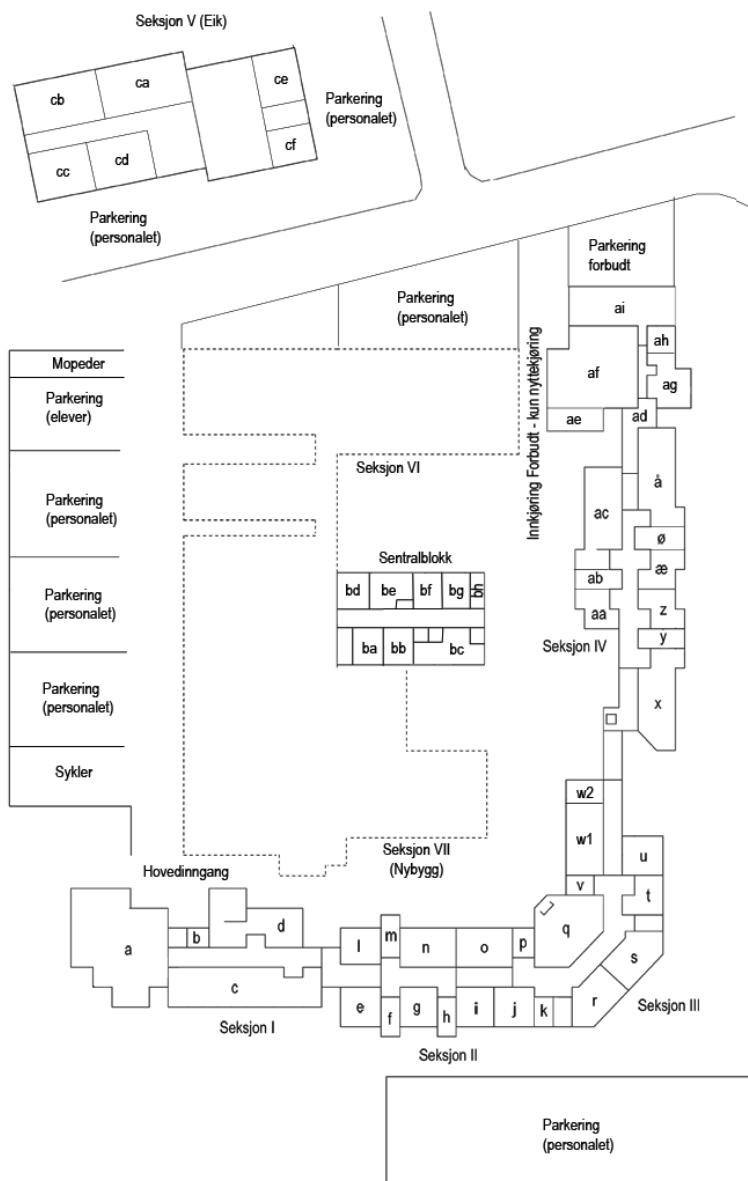 Seksjon V (Eik)
cb
ca
ce
cc
cd
cf
Parkering
(personalet)
Parkering
(personalet)
Parkering
forbudt
Parkering
(personalet)
ai
Innkjøring Forbudt - kun nyttekjøring
af
ah
ag
ae
ad
Mopeder
Parkering
(elever)
Parkering
(personalet)
Parkering
(personalet)
Parkering
(personalet)
Sykler
Seksjon VI
Sentralblokk
bd
be
bf
bg
bh
ba
bb
bc
å
ac
ø
ab
æ
aa
z
y
Seksjon IV
x
w2
w1
u
v
t
Seksjon VII
(Nybygg)
Hovedinngang
a
b
d
c
l
m
n
o
p
q
s
e
f
g
h
i
j
k
r
Seksjon I
Seksjon II
Seksjon III
Parkering
(personalet)